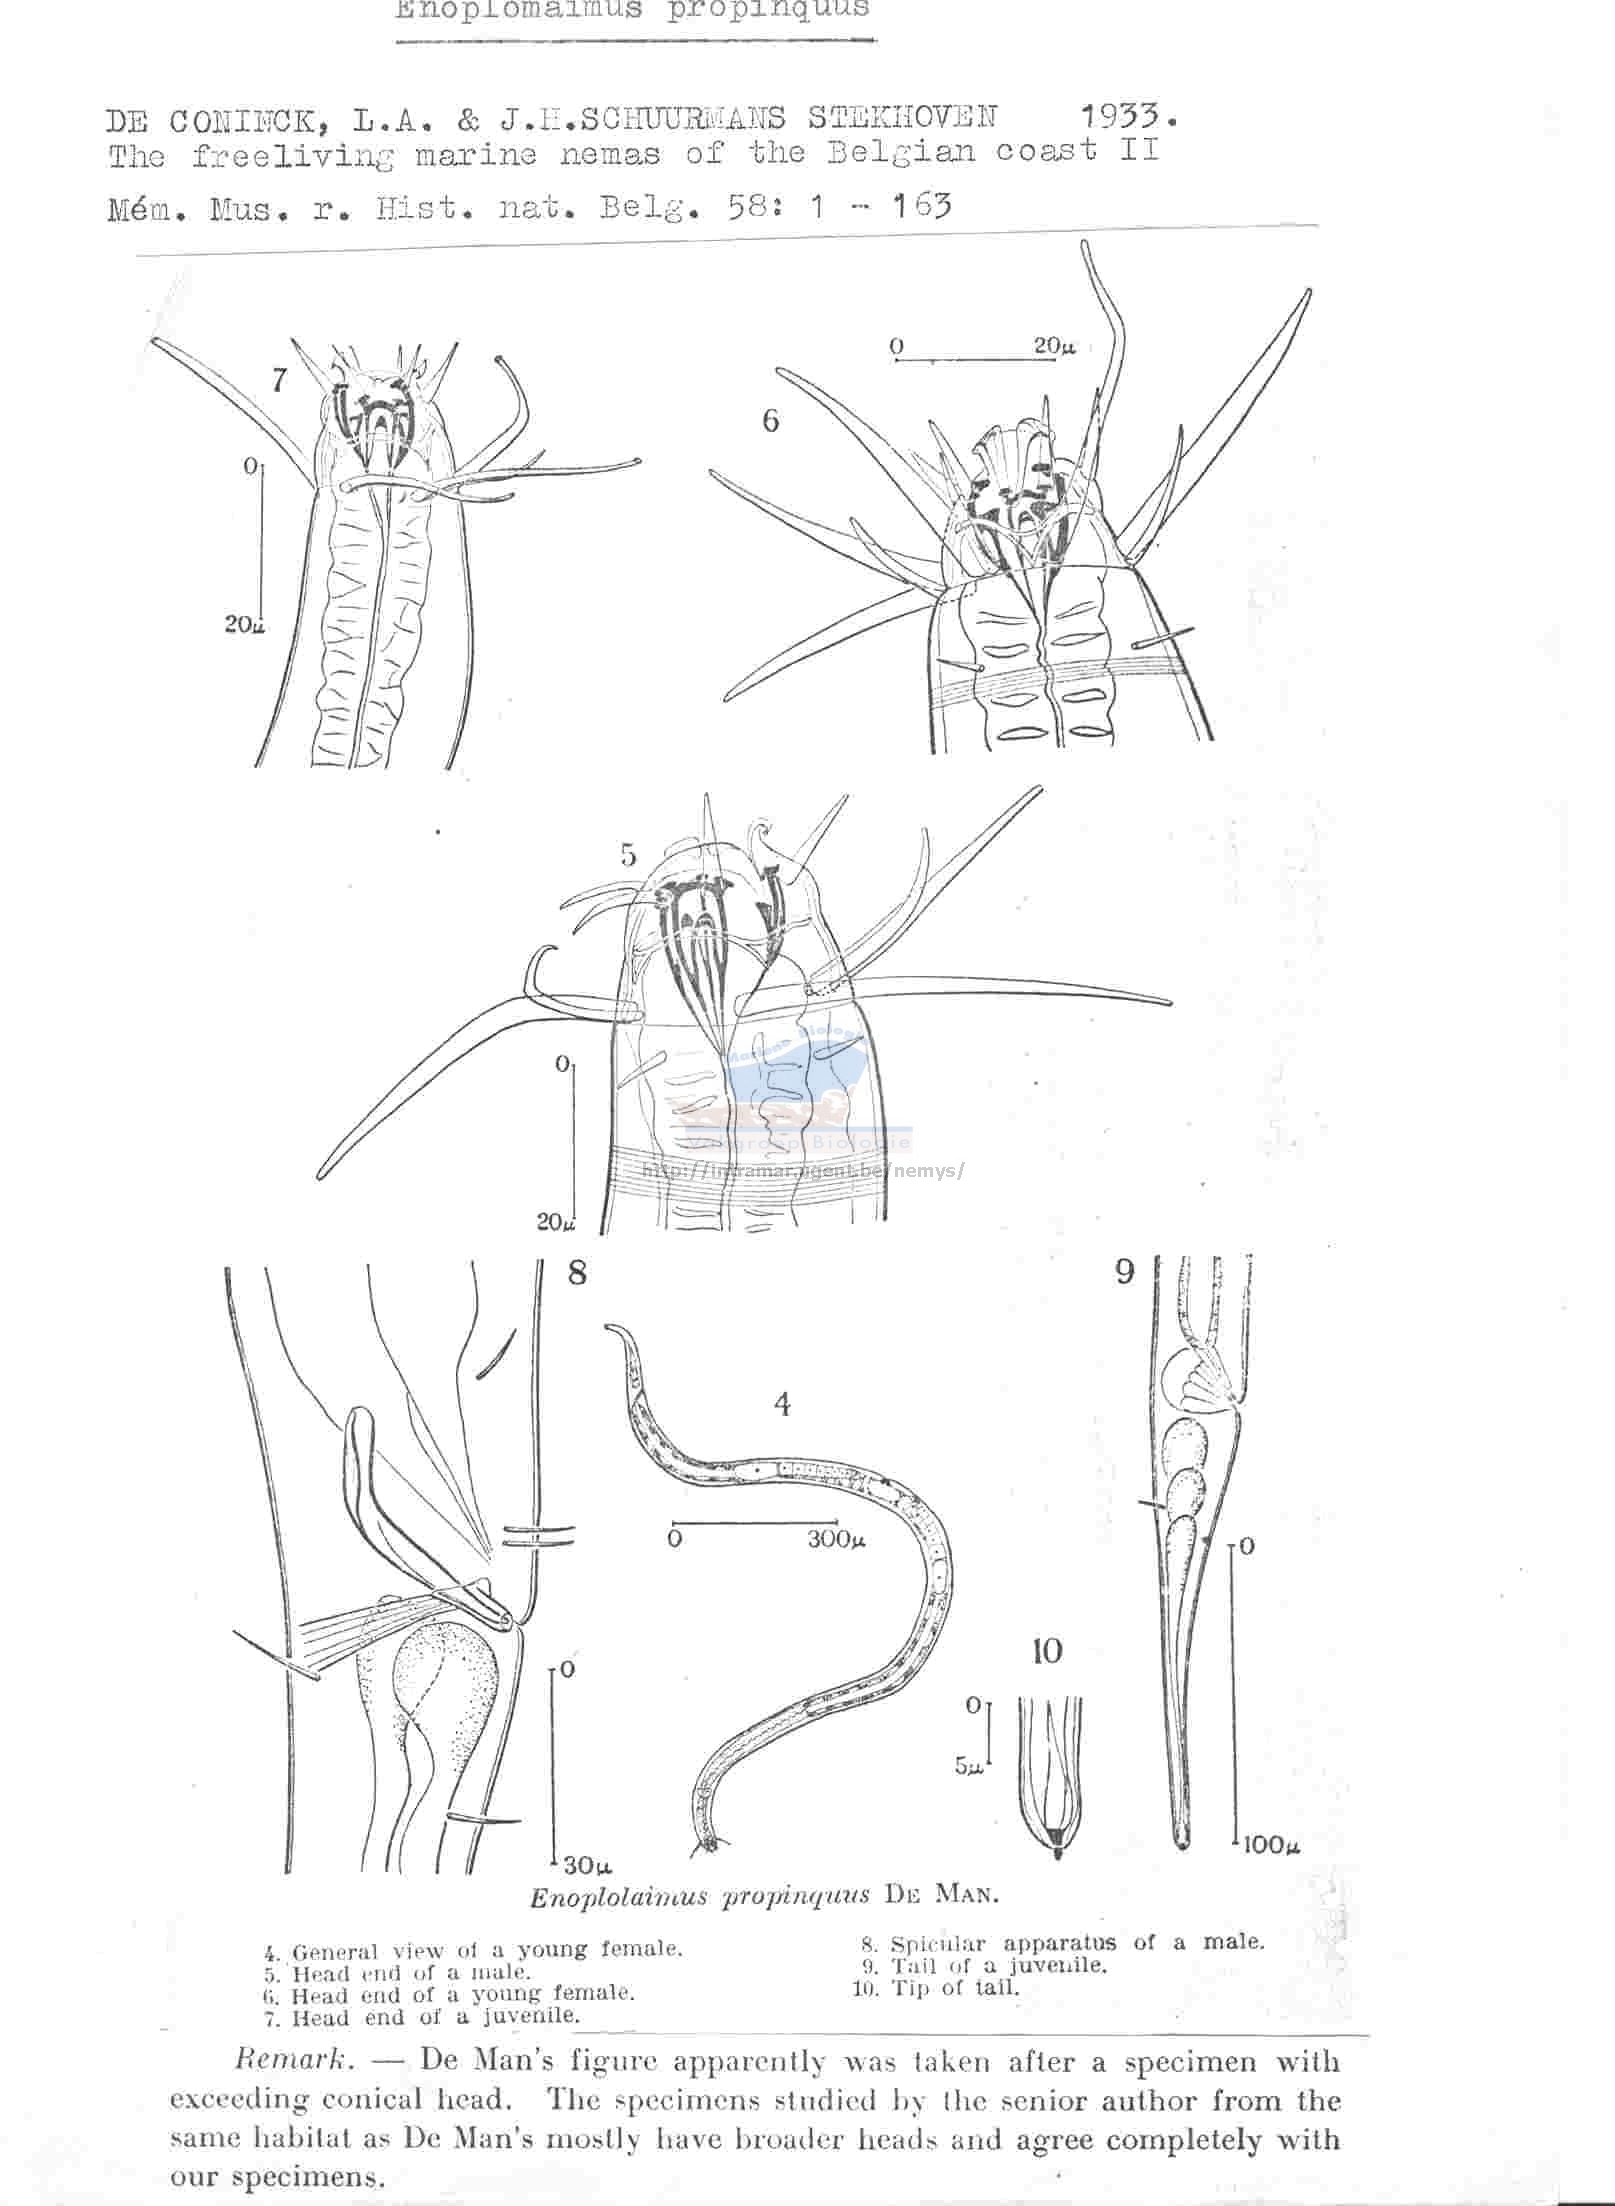 Enoplomaimus propinquus
DE CONINCK, L.A. & J.H.SCHUURMANS STEKHOVEN 1933.
The freeliving marine nemas of the Belgian coast II
Mém. Mus. r. Hist. nat. Belg. 58: 1 - 163
7
0
20µ
6
0 20µ
5
0
20µ
Mariene Biologi
Vakgroep Biologie
http://intramar.ugent.be/nemys/
8
0
30µ
4
0 300µ
9
0
100µ
10
0
5µ
Enoplolaimus propinquus DE MAN.
4. General view of a young female.
5. Head end of a male.
6. Head end of a young female.
7. Head end of a juvenile.
8. Spicular apparatus of a male.
9. Tail of a juvenile.
10. Tip of tail.
Remark. — De Man's figure apparently was taken after a specimen with
exceeding conical head. The specimens studied by the senior author from the
same habitat as De Man's mostly have broader heads and agree completely with
our specimens.